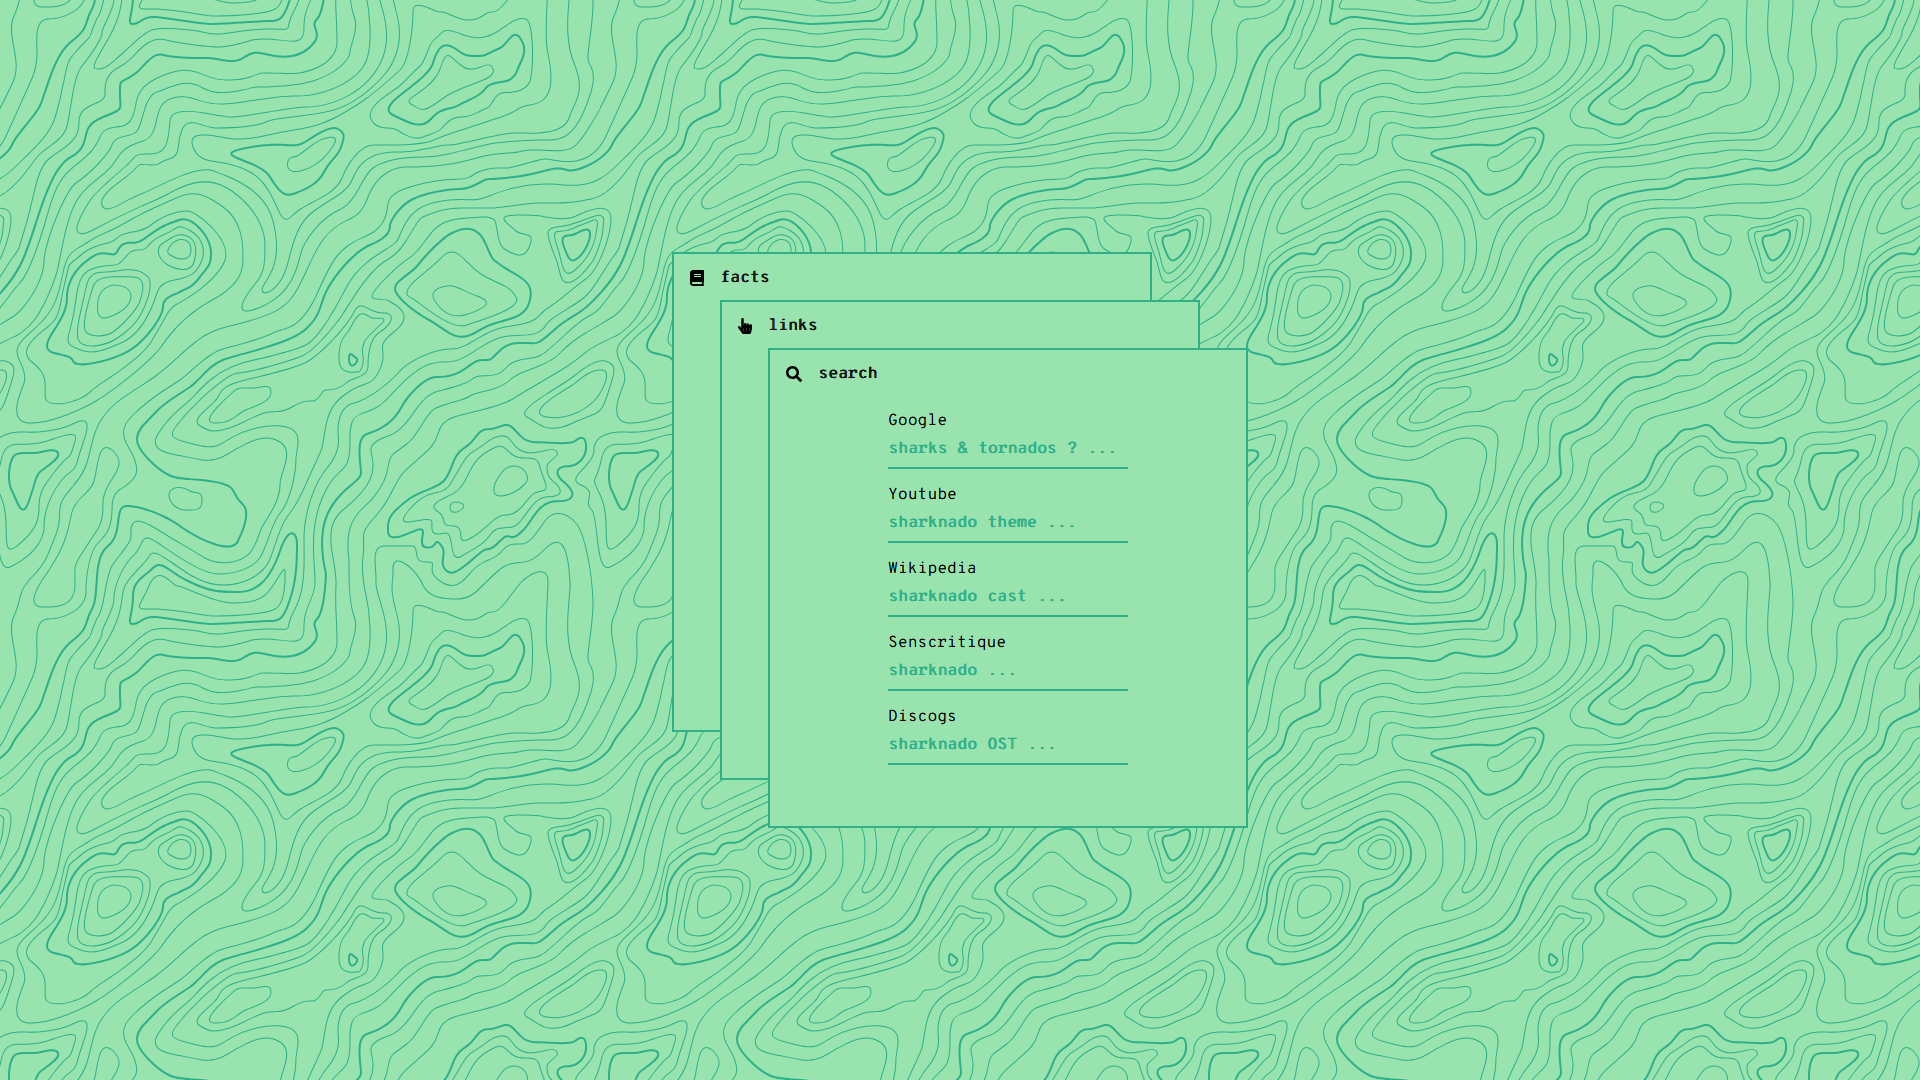 facts
links
search
Google
sharks & tornados ? ...
Youtube
sharknado theme ...
Wikipedia
sharknado cast ...
Senscritique
sharknado ...
Discogs
sharknado OST ...